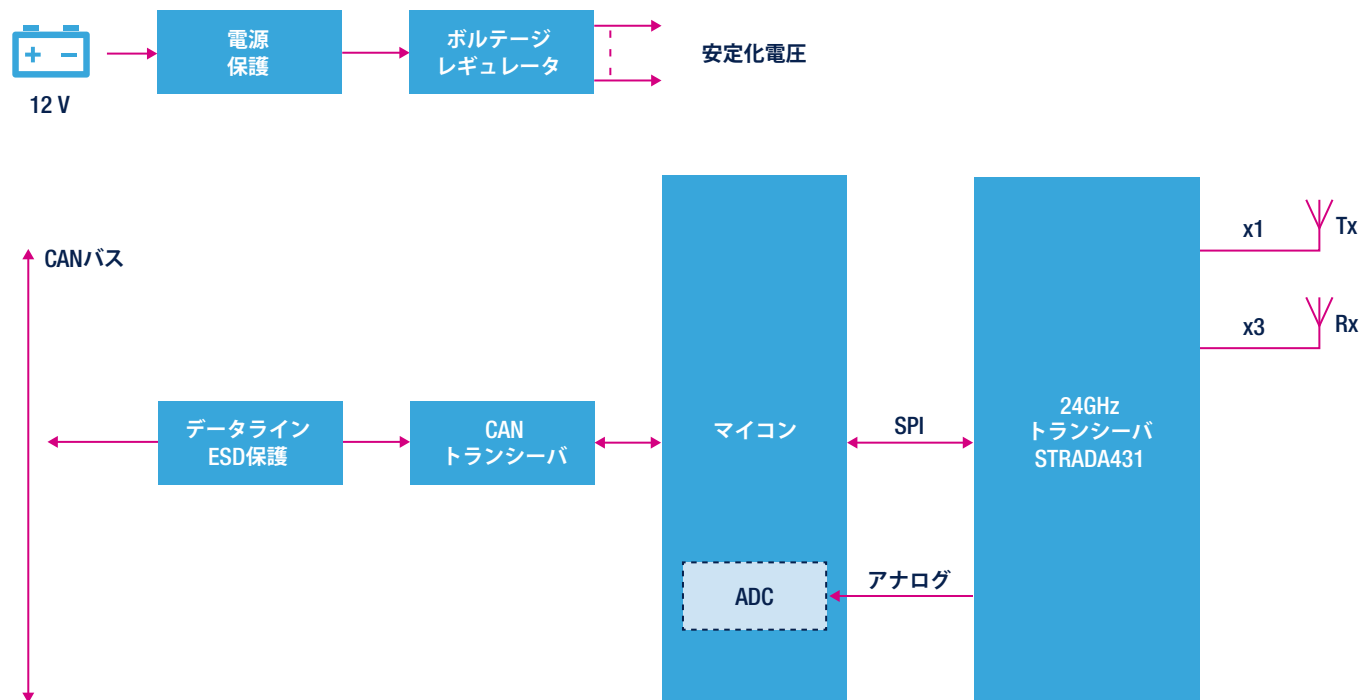 電源
保護
ボルテージ
レギュレータ
安定化電圧
+ −
12 V
CANバス
x1
Tx
x3
Rx
データライン
ESD保護
CAN
トランシーバ
マイコン
SPI
24GHz
トランシーバ
STRADA431
アナログ
ADC